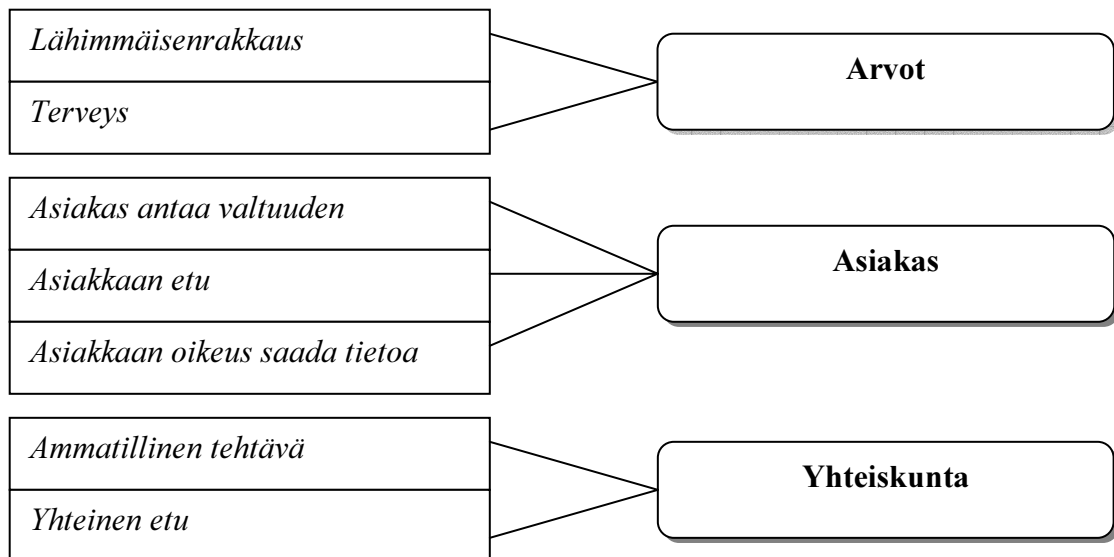 Lähimmäisenrakkaus
Terveys
Arvot
Asiakas antaa valtuuden
Asiakkaan etu
Asiakkaan oikeus saada tietoa
Asiakas
Ammatillinen tehtävä
Yhteinen etu
Yhteiskunta